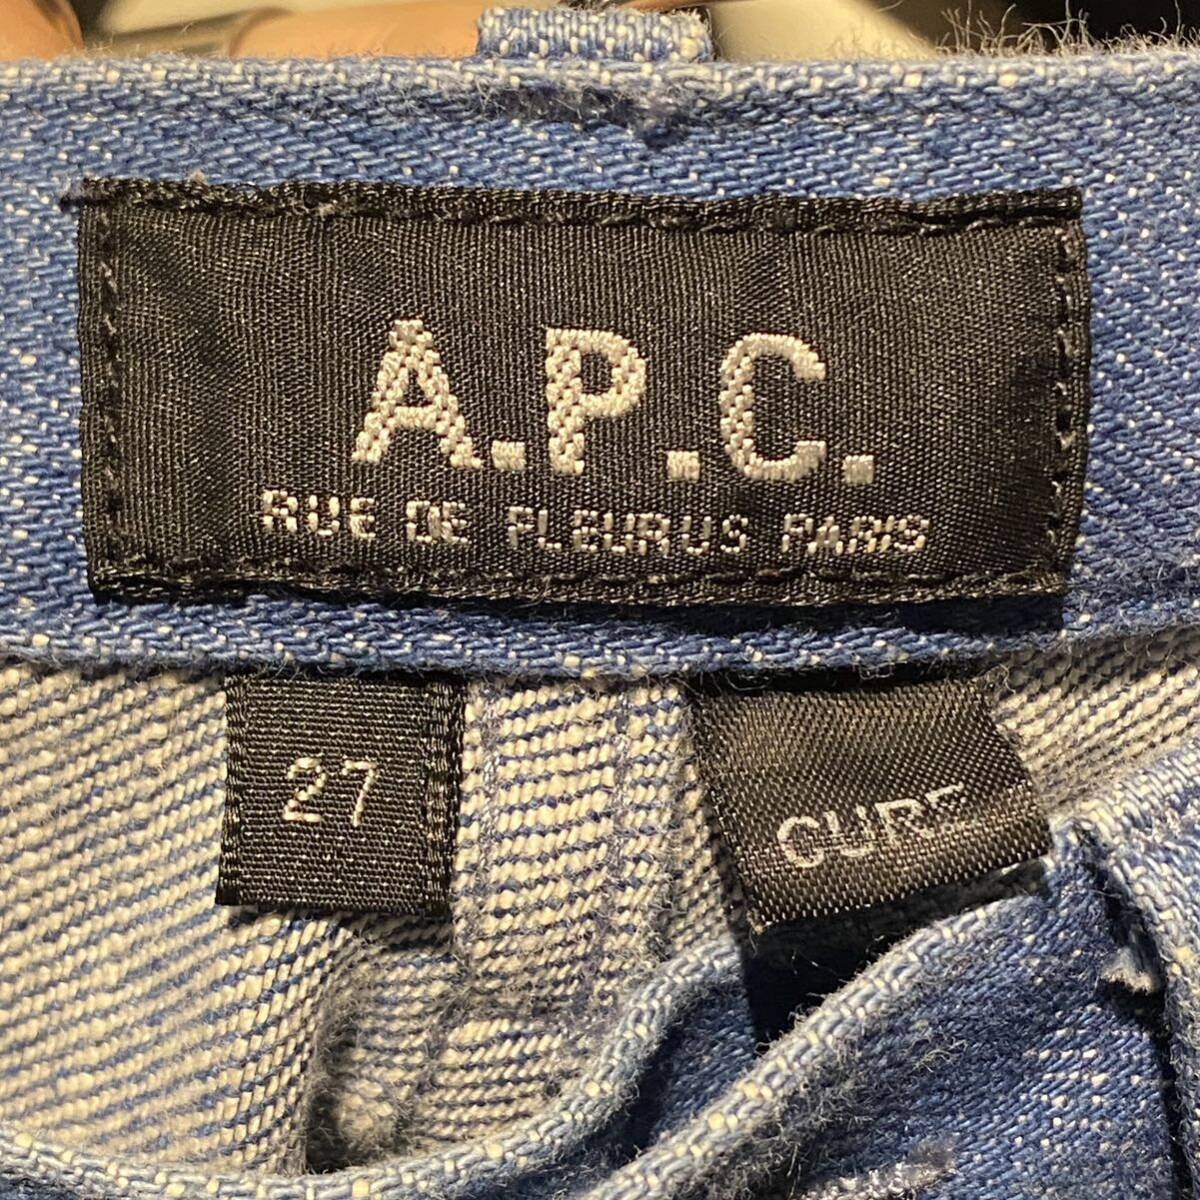 A.P.C.
RUE DE FLEURUS PARIS
27
CURE